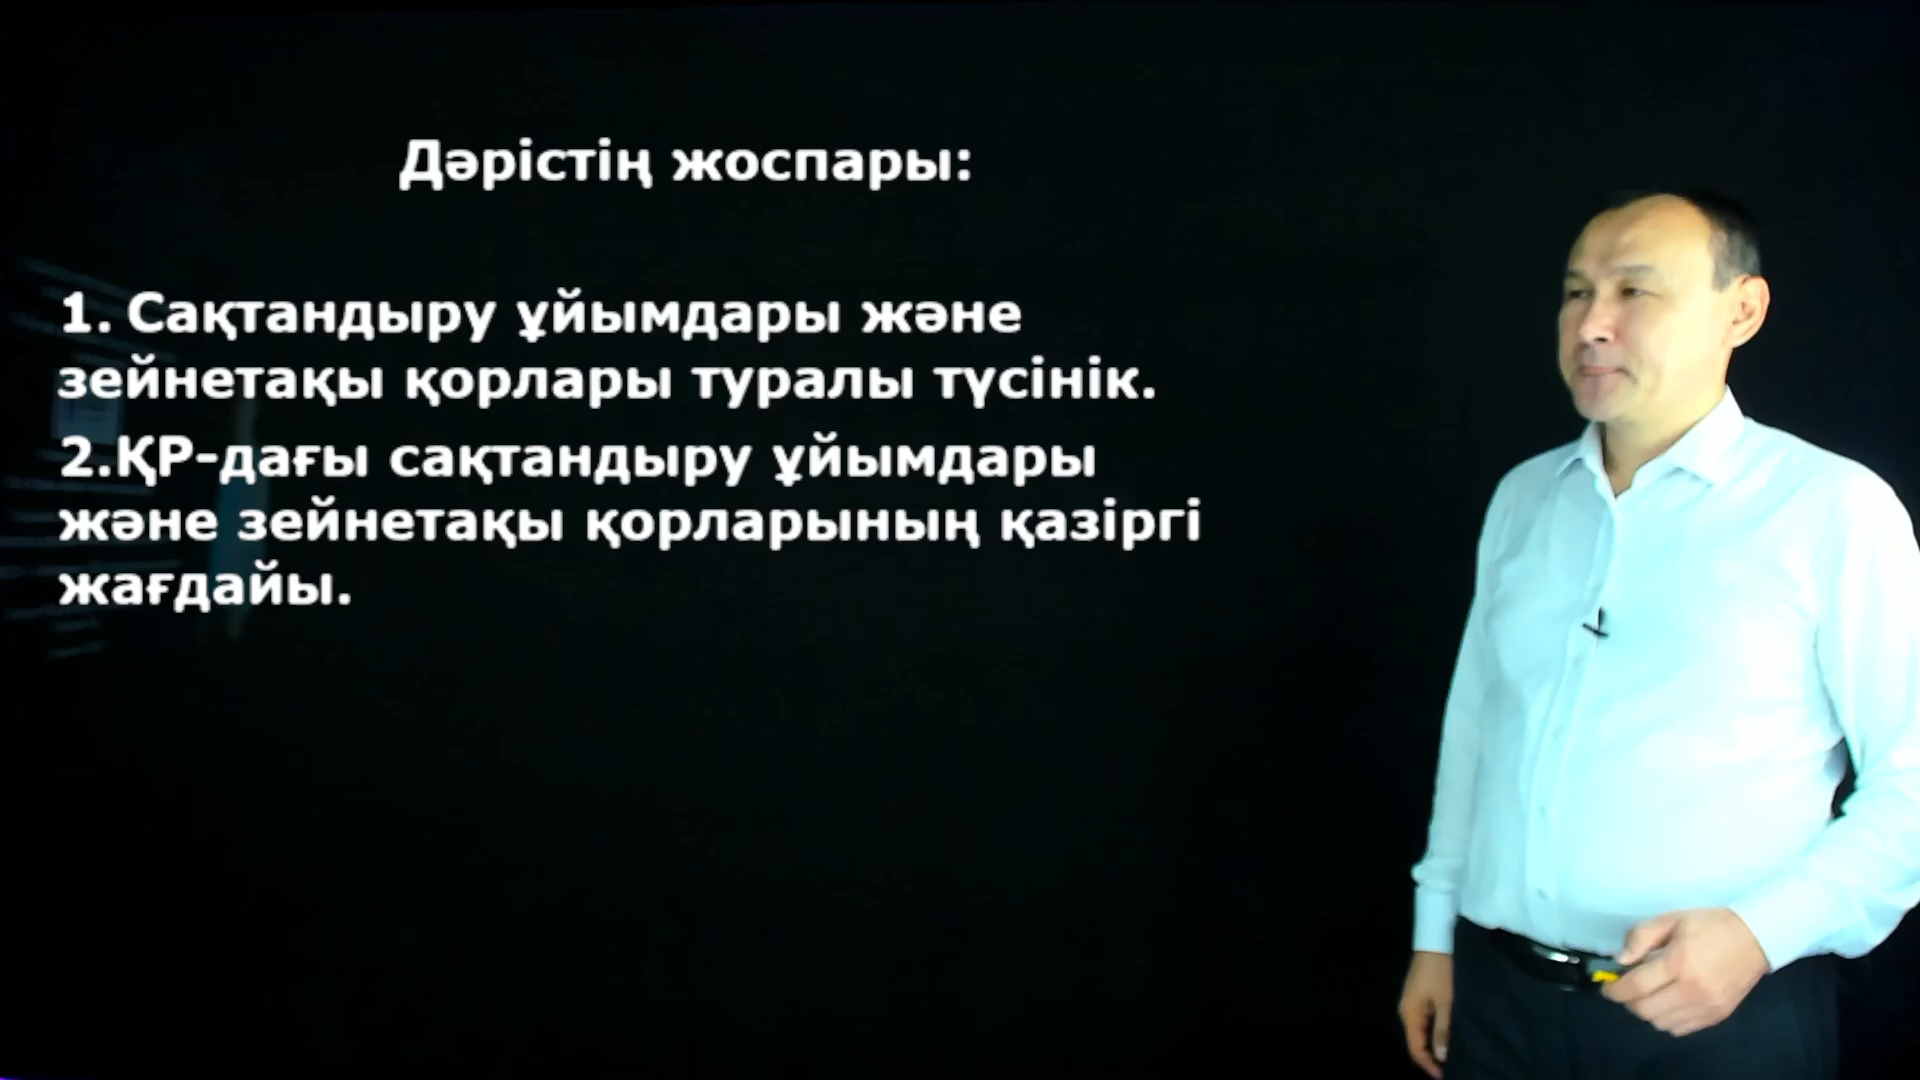 Дәрістің жоспары:
1. Сақтандыру ұйымдары және
зейнетақы қорлары туралы түсінік.
2.ҚР-дағы сақтандыру ұйымдары
және зейнетақы қорларының қазіргі
жағдайы.